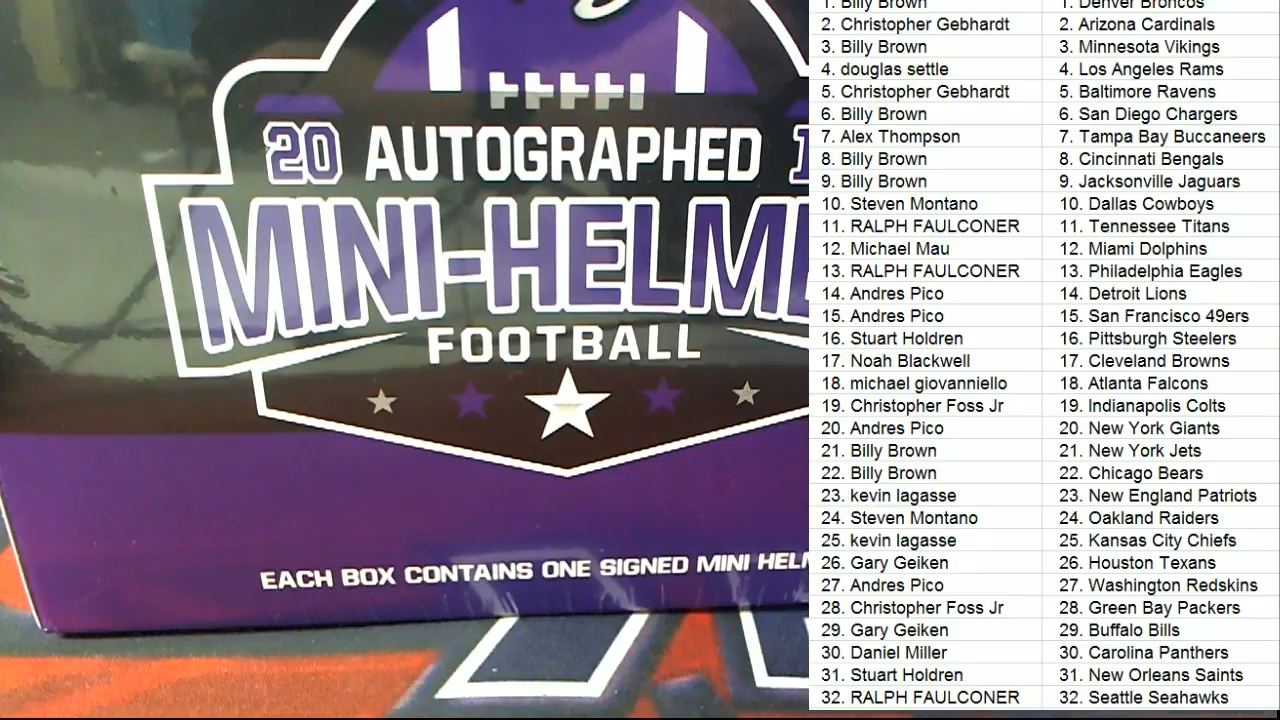 20 AUTOGRAPHED
MINI-HELM
FOOTBALL
EACH BOX CONTAINS ONE SIGNED MINI HELM
1. Billy Brown 1. Denver Broncos
2. Christopher Gebhardt 2. Arizona Cardinals
3. Billy Brown 3. Minnesota Vikings
4. douglas settle 4. Los Angeles Rams
5. Christopher Gebhardt 5. Baltimore Ravens
6. Billy Brown 6. San Diego Chargers
7. Alex Thompson 7. Tampa Bay Buccaneers
8. Billy Brown 8. Cincinnati Bengals
9. Billy Brown 9. Jacksonville Jaguars
10. Steven Montano 10. Dallas Cowboys
11. RALPH FAULCONER 11. Tennessee Titans
12. Michael Mau 12. Miami Dolphins
13. RALPH FAULCONER 13. Philadelphia Eagles
14. Andres Pico 14. Detroit Lions
15. Andres Pico 15. San Francisco 49ers
16. Stuart Holdren 16. Pittsburgh Steelers
17. Noah Blackwell 17. Cleveland Browns
18. michael giovanniello 18. Atlanta Falcons
19. Christopher Foss Jr 19. Indianapolis Colts
20. Andres Pico 20. New York Giants
21. Billy Brown 21. New York Jets
22. Billy Brown 22. Chicago Bears
23. kevin lagasse 23. New England Patriots
24. Steven Montano 24. Oakland Raiders
25. kevin lagasse 25. Kansas City Chiefs
26. Gary Geiken 26. Houston Texans
27. Andres Pico 27. Washington Redskins
28. Christopher Foss Jr 28. Green Bay Packers
29. Gary Geiken 29. Buffalo Bills
30. Daniel Miller 30. Carolina Panthers
31. Stuart Holdren 31. New Orleans Saints
32. RALPH FAULCONER 32. Seattle Seahawks